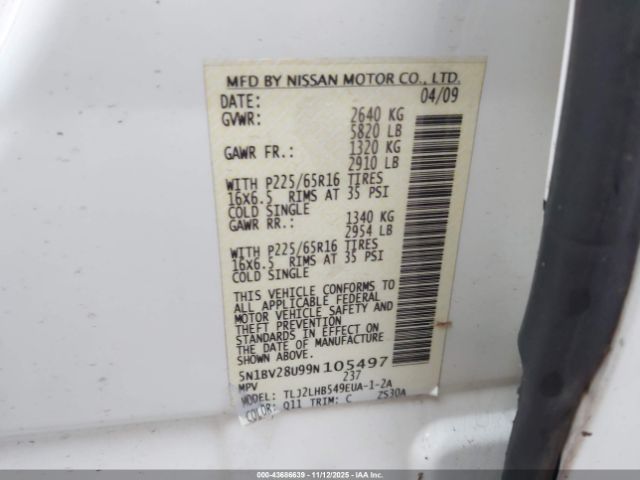 MFD BY NISSAN MOTOR CO., LTD.
DATE: 04/09
GVWR: 2640 KG
5820 LB
GAWR FR.: 1320 KG
2910 LB
WITH P225/65R16 TIRES
16X6.5 RIMS AT 35 PSI
COLD SINGLE
GAWR RR.: 1340 KG
2954 LB
WITH P225/65R16 TIRES
16X6.5 RIMS AT 35 PSI
COLD SINGLE
THIS VEHICLE CONFORMS TO
ALL APPLICABLE FEDERAL
MOTOR VEHICLE SAFETY AND
THEFT PREVENTION
STANDARDS IN EFFECT ON
THE DATE OF MANUFACTURE
SHOWN ABOVE.
5N1BV28U99N105497
MPV 237
MODEL: TLJ2LHB549EUA-1-2A
COLOR: Q11 TRIM: C 2S30A
000-43686639 - 11/12/2025 - IAAI.COM